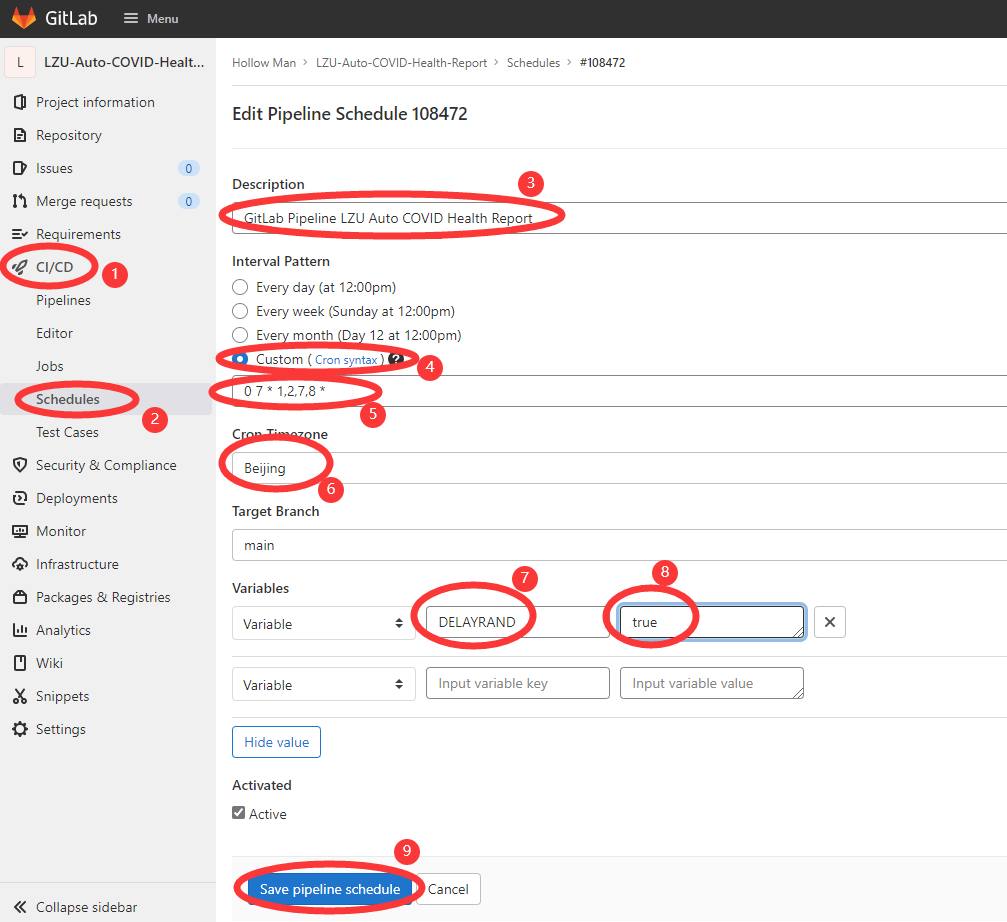 GitLab Menu
L LZU-Auto-COVID-Healt...
Project information
Repository
Issues 0
Merge requests 0
Requirements
CI/CD 1
Pipelines
Editor
Jobs
Schedules 2
Test Cases
Security & Compliance
Deployments
Monitor
Infrastructure
Packages & Registries
Analytics
Wiki
Snippets
Settings
Collapse sidebar
Hollow Man › LZU-Auto-COVID-Health-Report › Schedules › #108472
Edit Pipeline Schedule 108472
Description 3
GitLab Pipeline LZU Auto COVID Health Report
Interval Pattern
Every day (at 12:00pm)
Every week (Sunday at 12:00pm)
Every month (Day 12 at 12:00pm)
Custom ( Cron syntax ) ? 4
0 7 * 1,2,7,8 * 5
Cron Timezone
Beijing 6
Target Branch
main
Variables 7 8
Variable DELAYRAND true
Variable Input variable key Input variable value
Hide value
Activated
Active
9
Save pipeline schedule Cancel